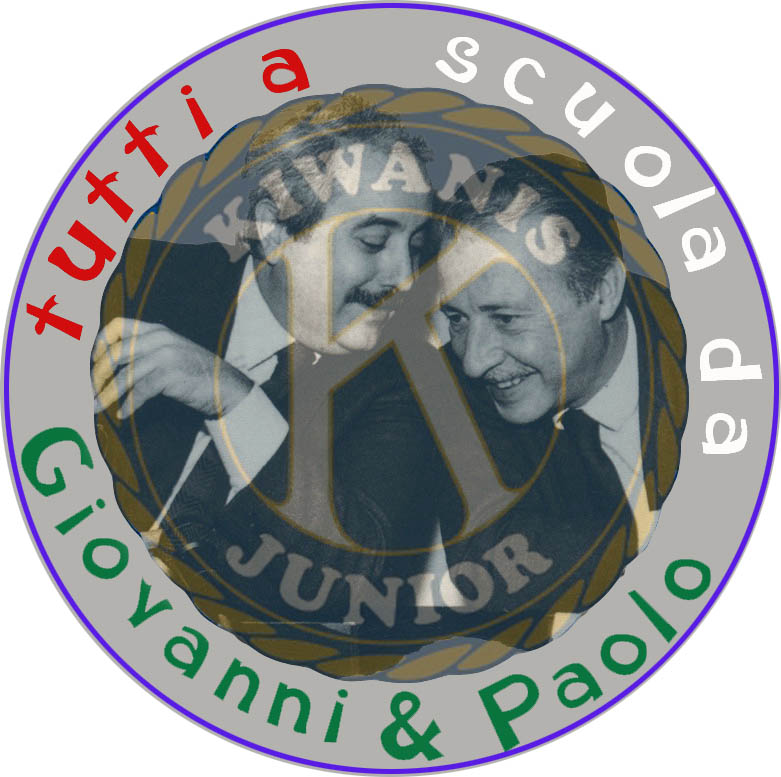 tutti a scuola da
Giovanni & Paolo
KIWANIS
K
JUNIOR